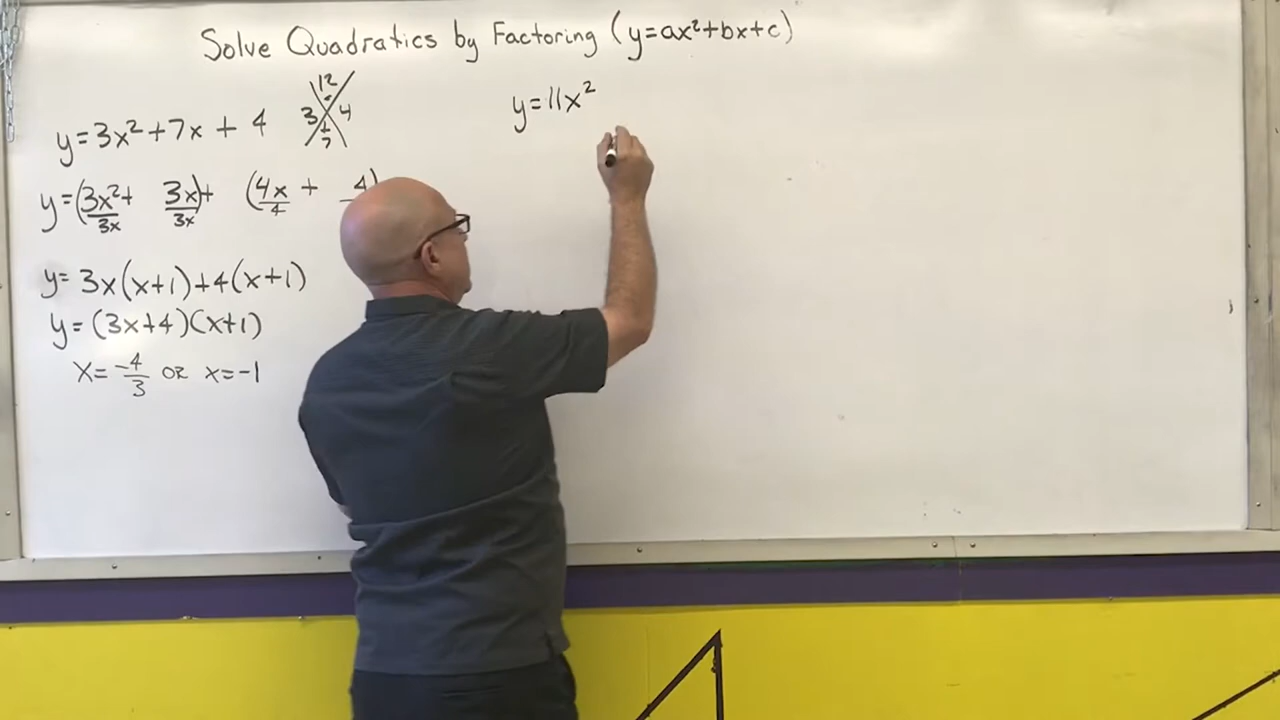 Solve Quadratics by Factoring (y=ax²+bx+c)
y=3x²+7x+4
12
3 4
7
y=(3x²+ 3x)+ (4x + 4)
3x 3x 4
y=3x(x+1)+4(x+1)
y=(3x+4)(x+1)
x=-4/3 or x=-1
y=11x²